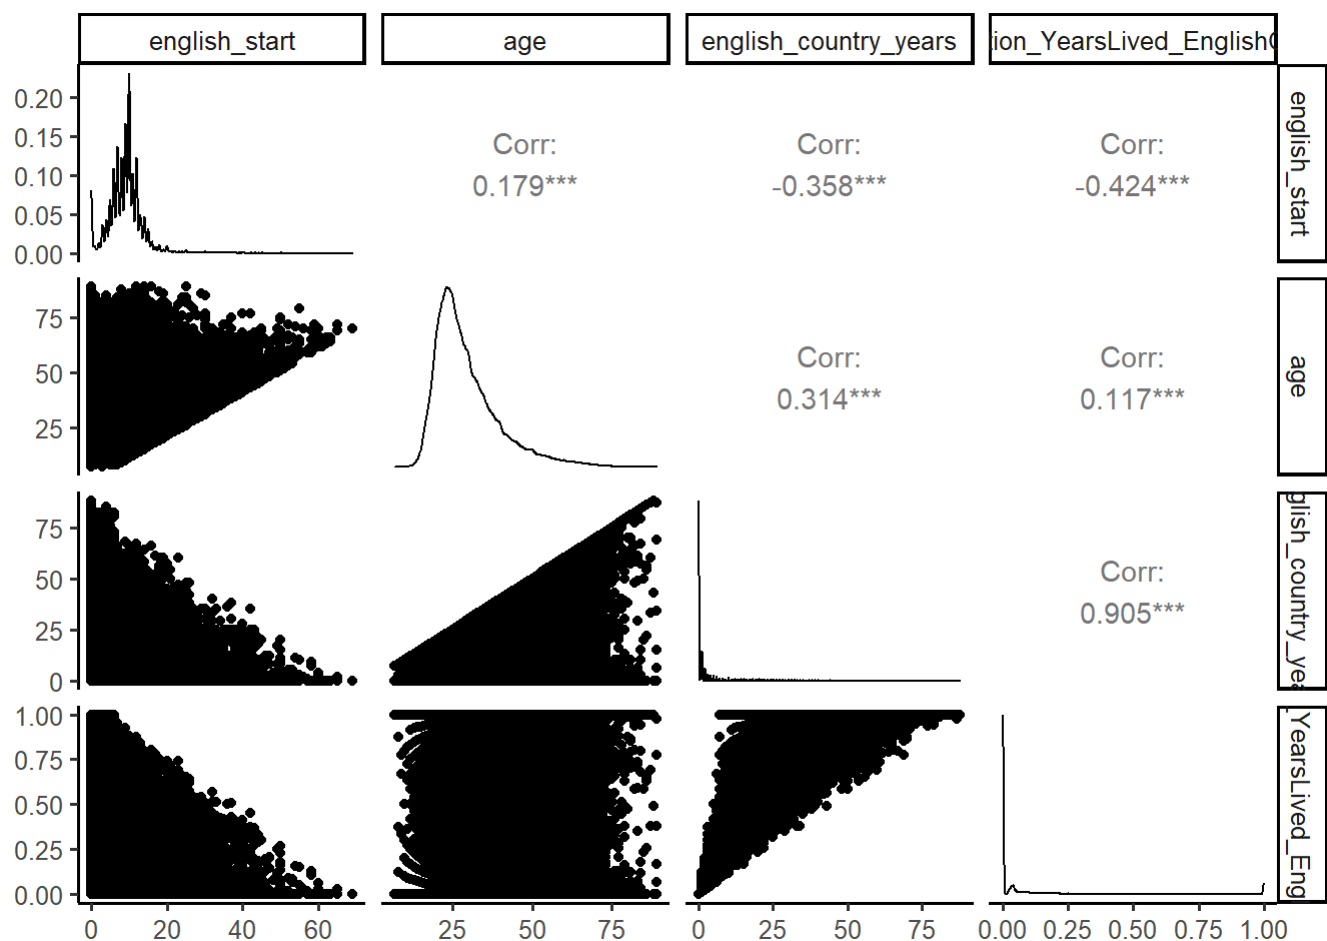 english_start age english_country_years tion_YearsLived_English
0.20
0.15
0.10
0.05
0.00
Corr:
0.179***
Corr:
-0.358***
Corr:
-0.424***
english_start
75
50
25
Corr:
0.314***
Corr:
0.117***
age
75
50
25
0
Corr:
0.905***
glish_country_yea
1.00
0.75
0.50
0.25
0.00
YearsLived_Eng
0 20 40 60
25 50 75
0 25 50 75
0.00 0.25 0.50 0.75 1.00